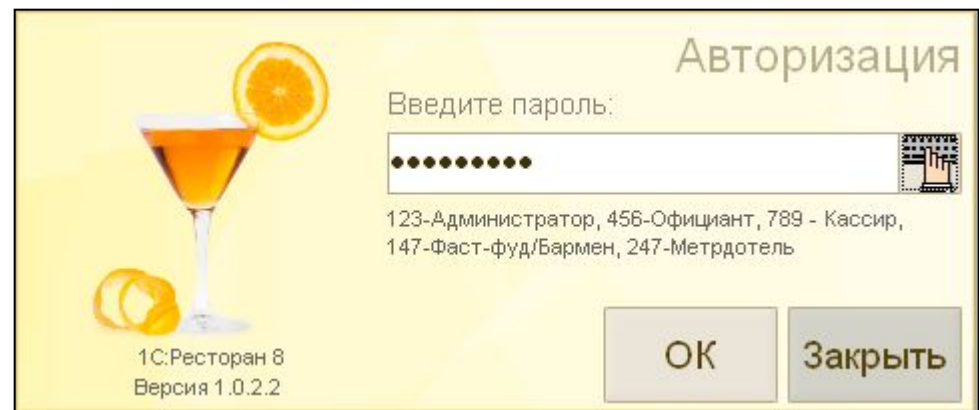 Авторизация
Введите пароль:
●●●●●●●●●
123-Администратор, 456-Официант, 789 - Кассир,
147-Фаст-фуд/Бармен, 247-Метрдотель
ОК
Закрыть
1С:Ресторан 8
Версия 1.0.2.2